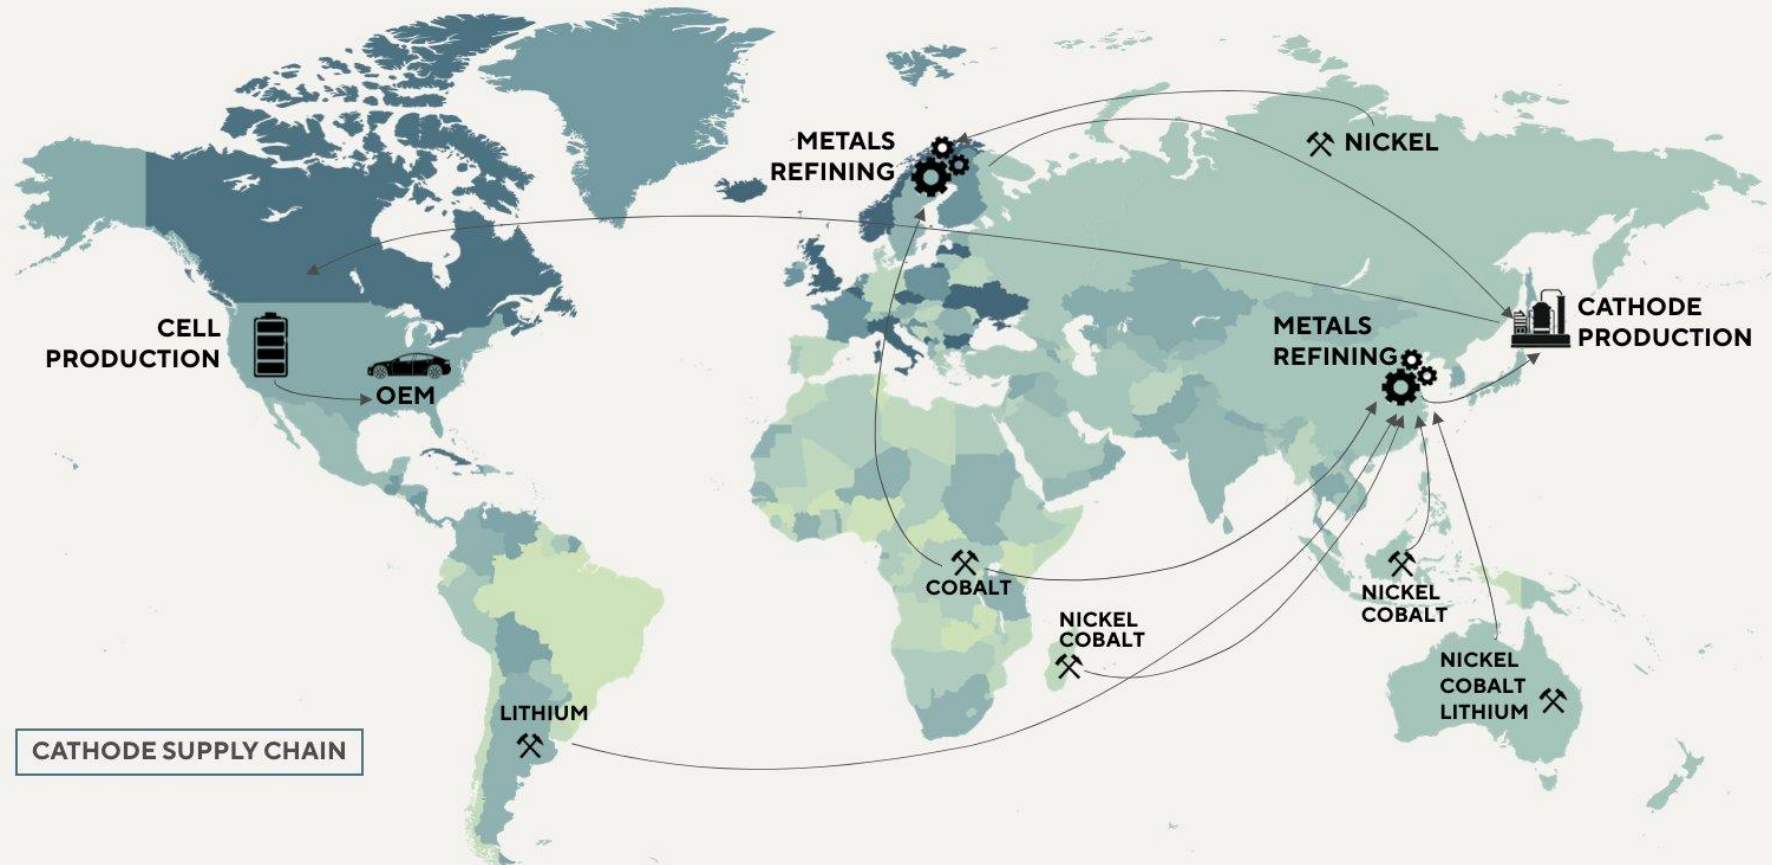 METALS
REFINING
NICKEL
CELL
PRODUCTION
OEM
METALS
REFINING
CATHODE
PRODUCTION
COBALT
NICKEL
COBALT
NICKEL
COBALT
NICKEL
COBALT
LITHIUM
LITHIUM
CATHODE SUPPLY CHAIN